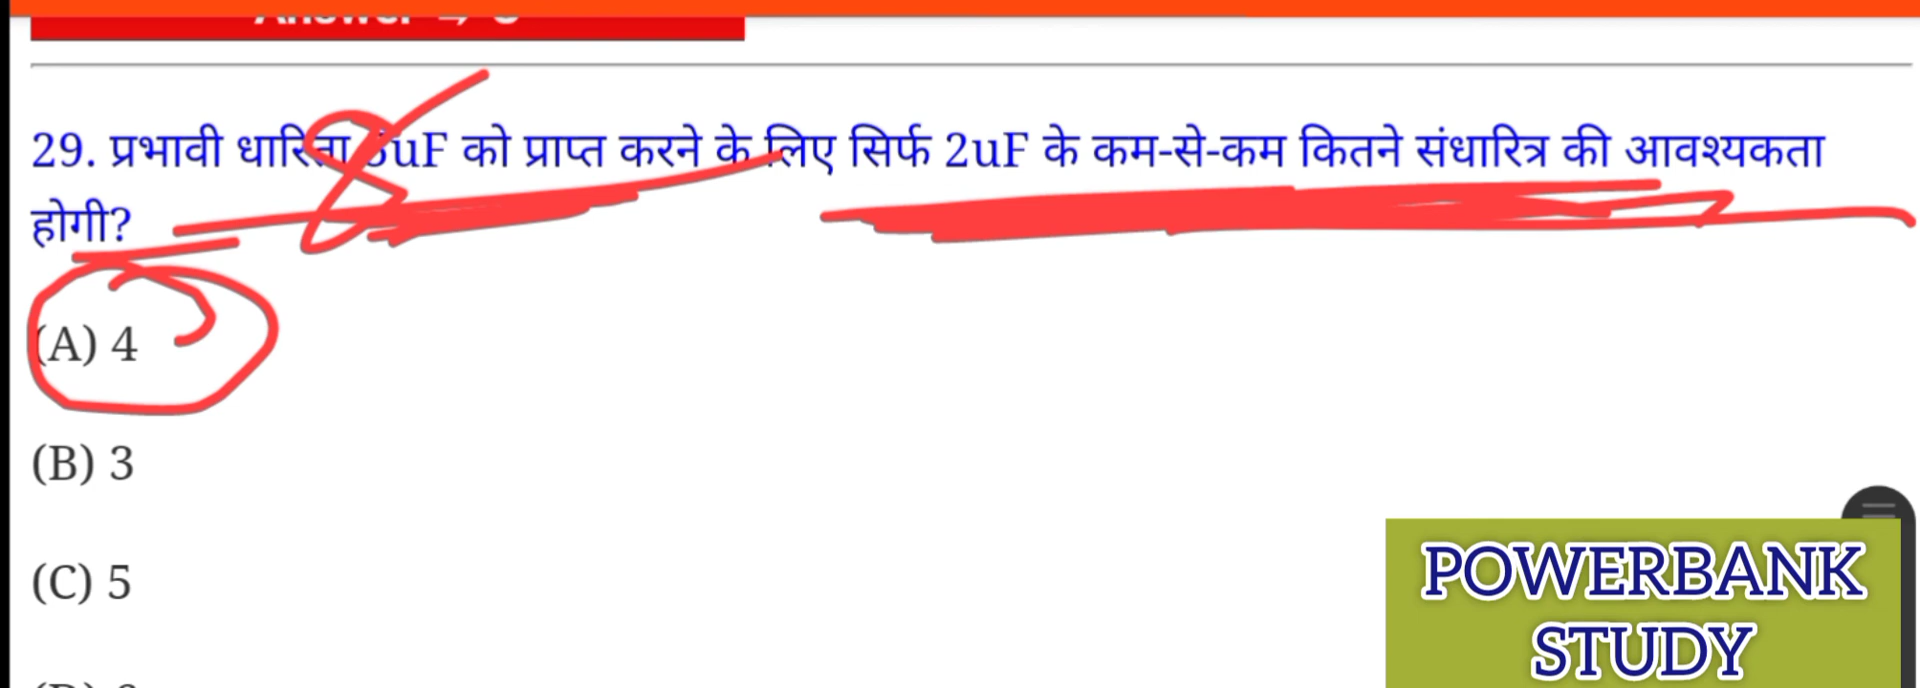 29. प्रभावी धारिता uF को प्राप्त करने के लिए सिर्फ 2uF के कम-से-कम कितने संधारित्र की आवश्यकता
होगी?
(A) 4
(B) 3
(C) 5
POWERBANK
STUDY